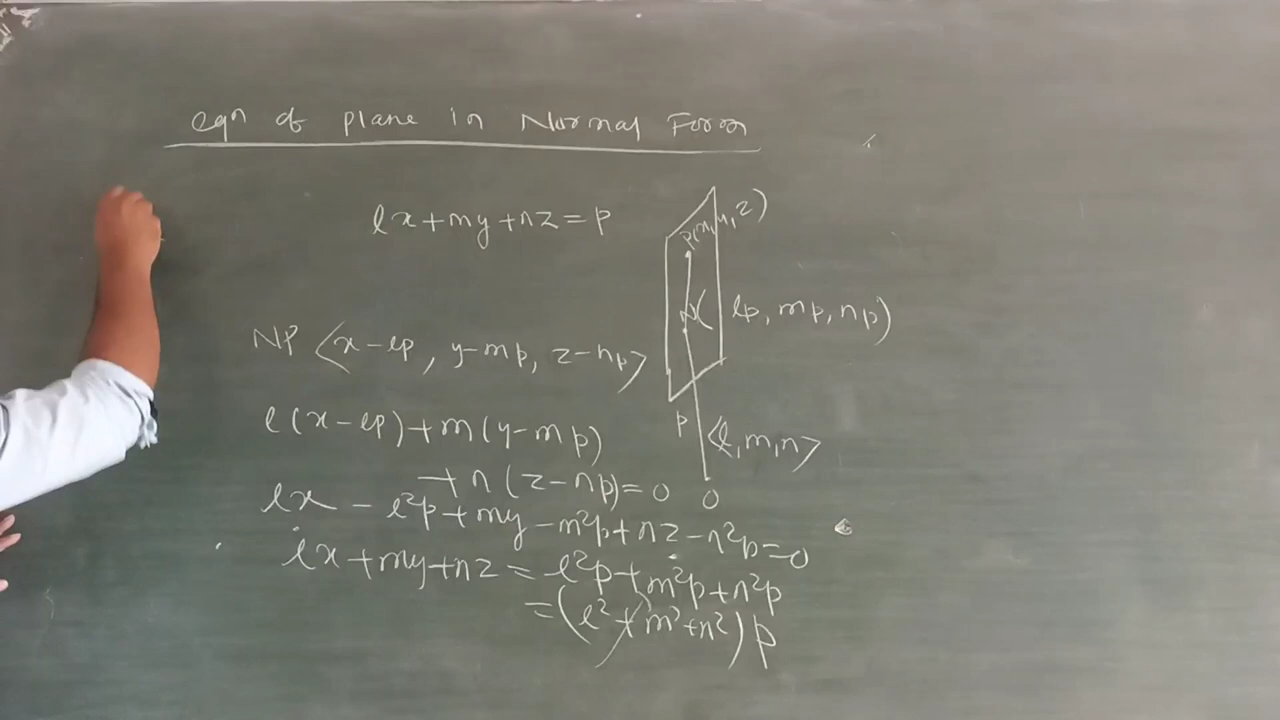 eqn of plane in Normal Form
lx+my+nz=p
P(x,y,z)
N( lp, mp, np)
NP <x-lp, y-mp, z-np>
l(x-lp)+m(y-mp)
+n(z-np)=0
p <l,m,n>
O
lx - l²p+my-m²p+nz-n²p=0
lx+my+nz = l²p+m²p+n²p
=(l²+m²+n²)p